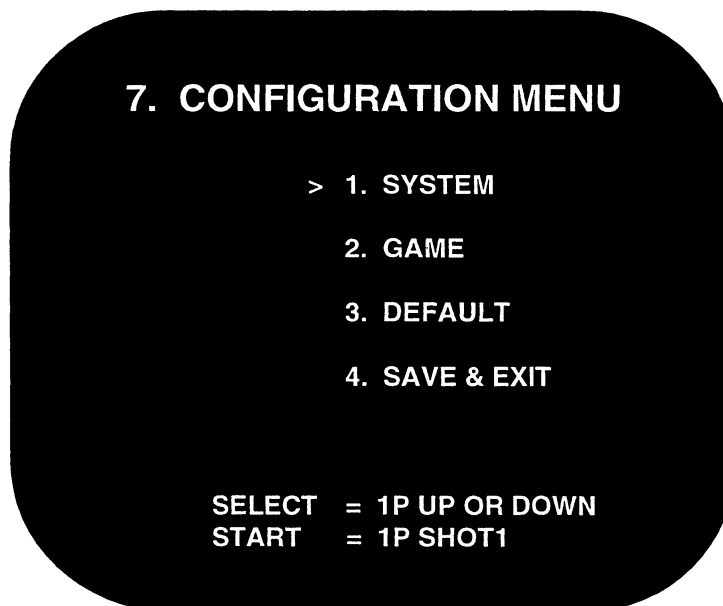 7. CONFIGURATION MENU
> 1. SYSTEM
2. GAME
3. DEFAULT
4. SAVE & EXIT
SELECT = 1P UP OR DOWN
START = 1P SHOT1